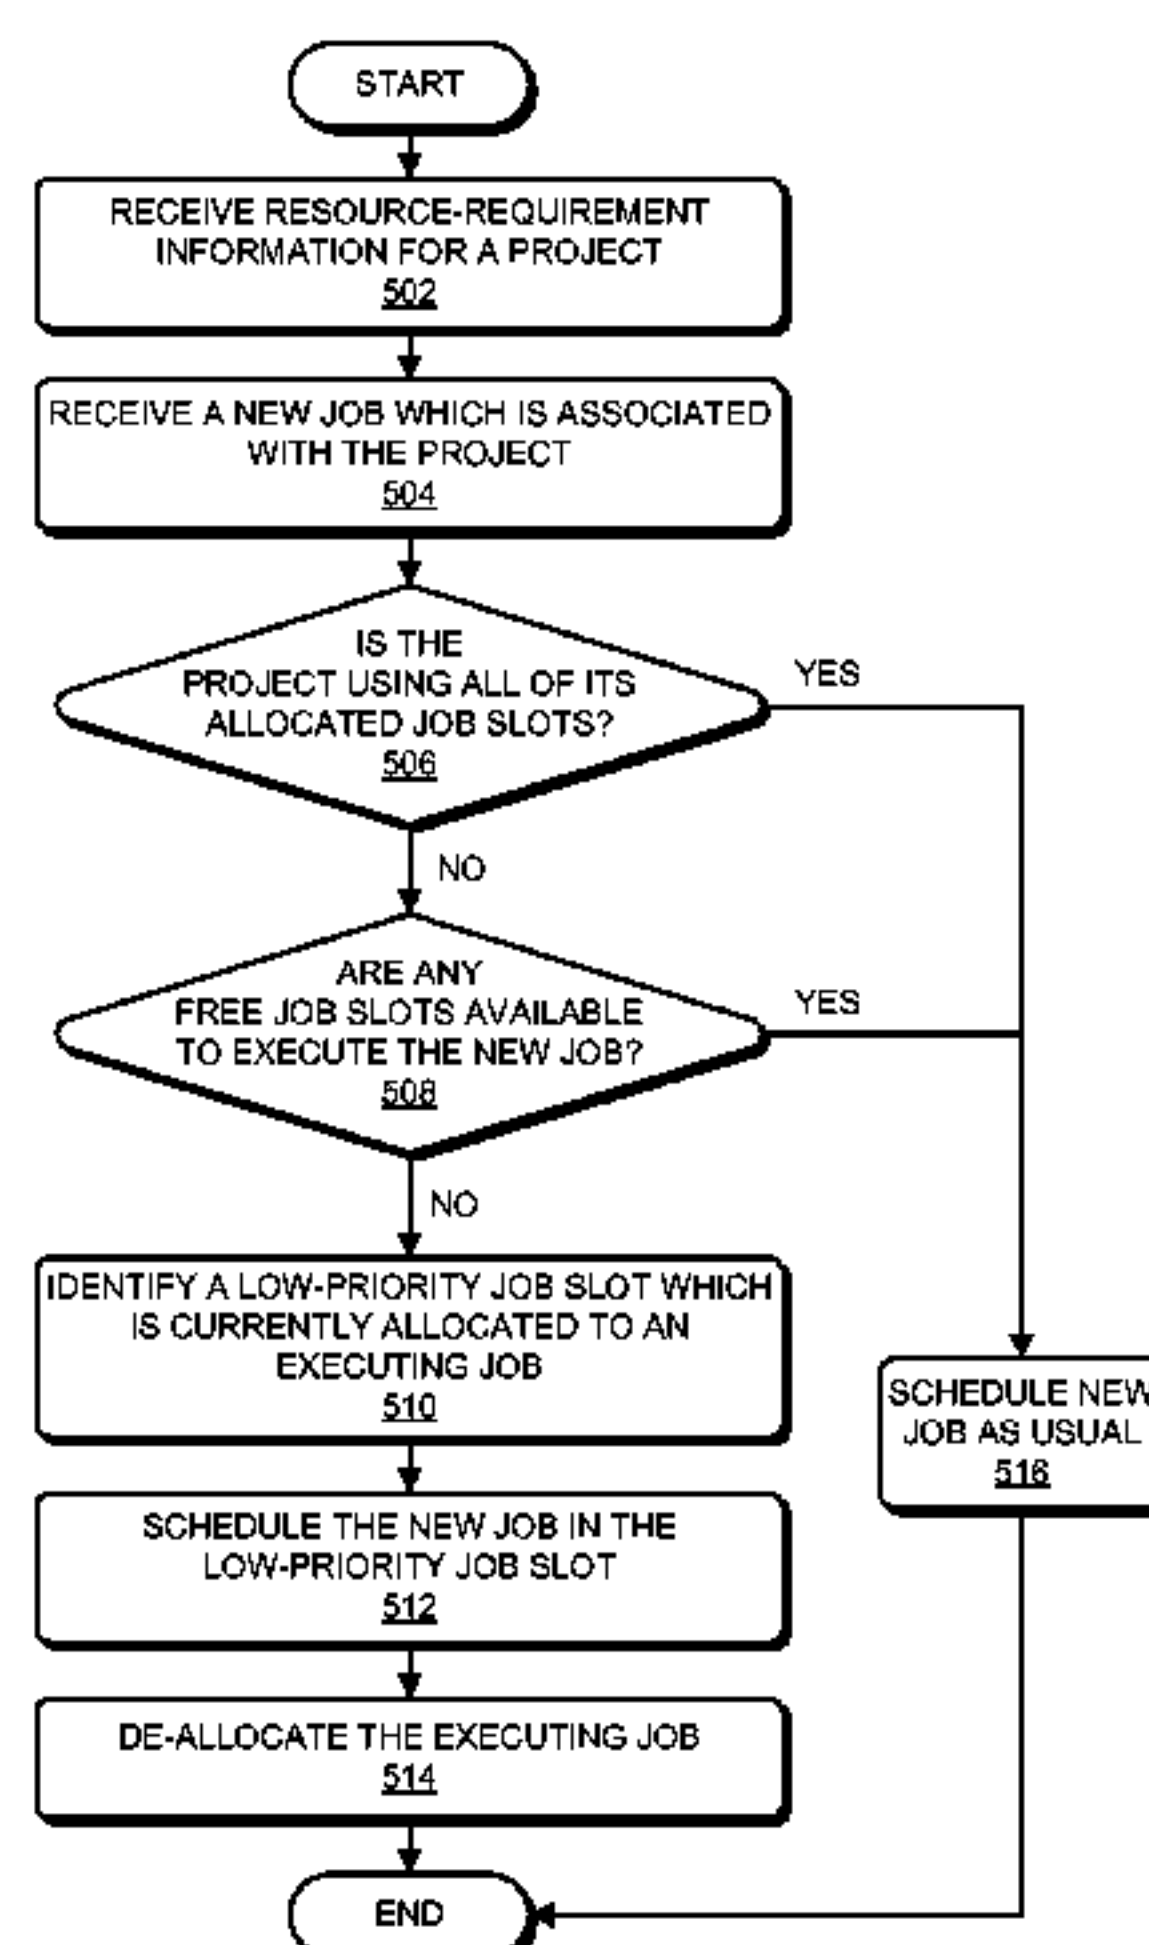 START
RECEIVE RESOURCE-REQUIREMENT
INFORMATION FOR A PROJECT
502
RECEIVE A NEW JOB WHICH IS ASSOCIATED
WITH THE PROJECT
504
IS THE
PROJECT USING ALL OF ITS
ALLOCATED JOB SLOTS?
506
YES
NO
ARE ANY
FREE JOB SLOTS AVAILABLE
TO EXECUTE THE NEW JOB?
508
YES
NO
IDENTIFY A LOW-PRIORITY JOB SLOT WHICH
IS CURRENTLY ALLOCATED TO AN
EXECUTING JOB
510
SCHEDULE NEW
JOB AS USUAL
516
SCHEDULE THE NEW JOB IN THE
LOW-PRIORITY JOB SLOT
512
DE-ALLOCATE THE EXECUTING JOB
514
END